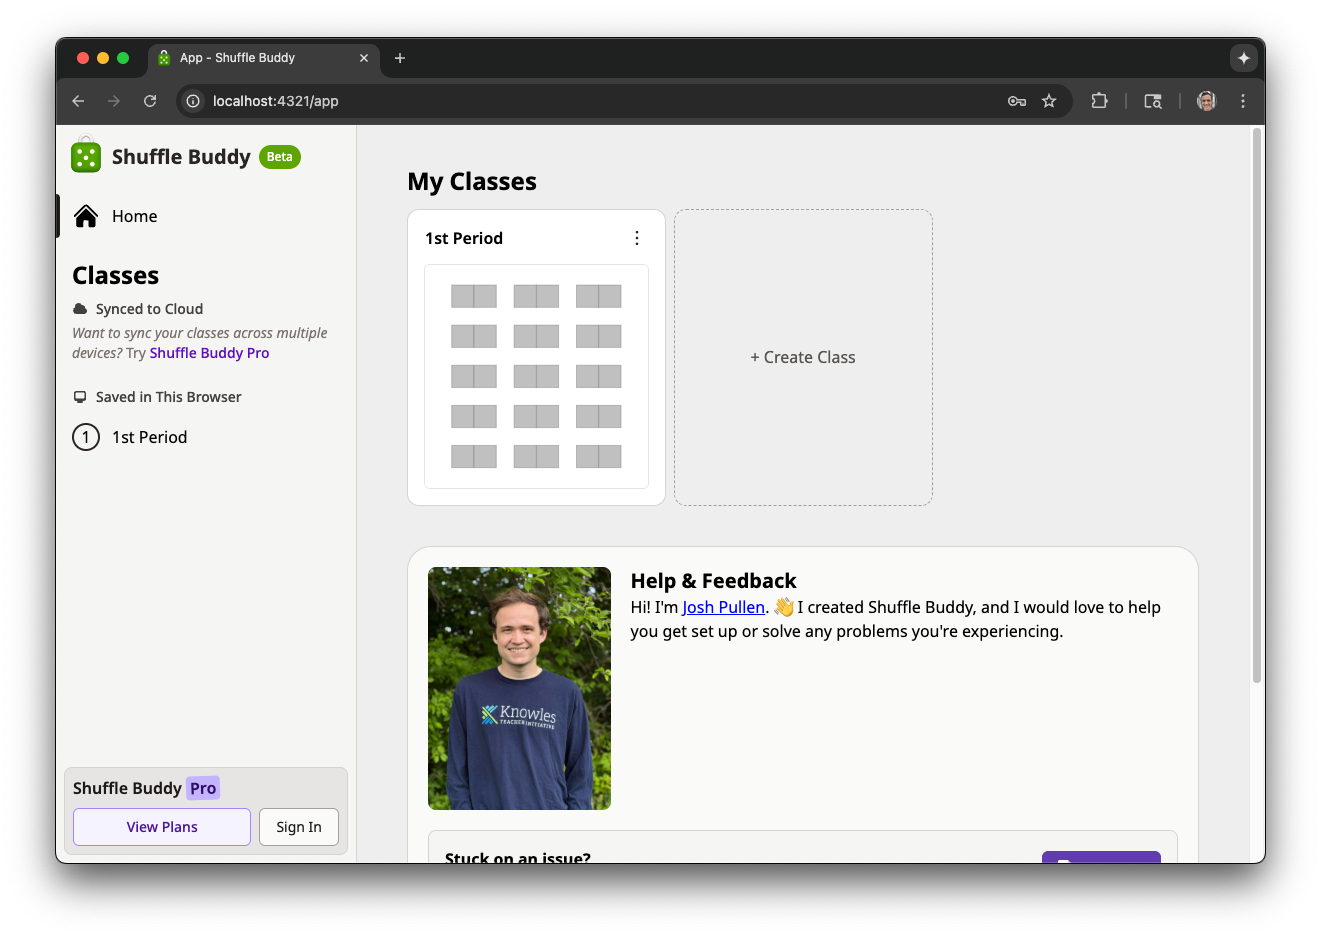 App - Shuffle Buddy
localhost:4321/app
Shuffle Buddy Beta
Home
Classes
Synced to Cloud
Want to sync your classes across multiple
devices? Try Shuffle Buddy Pro
Saved in This Browser
1 1st Period
Shuffle Buddy Pro
View Plans
Sign In
My Classes
1st Period
+ Create Class
Knowles
TEACHER INITIATIVE
Help & Feedback
Hi! I'm Josh Pullen. 👋 I created Shuffle Buddy, and I would love to help
you get set up or solve any problems you're experiencing.
Stuck on an issue?